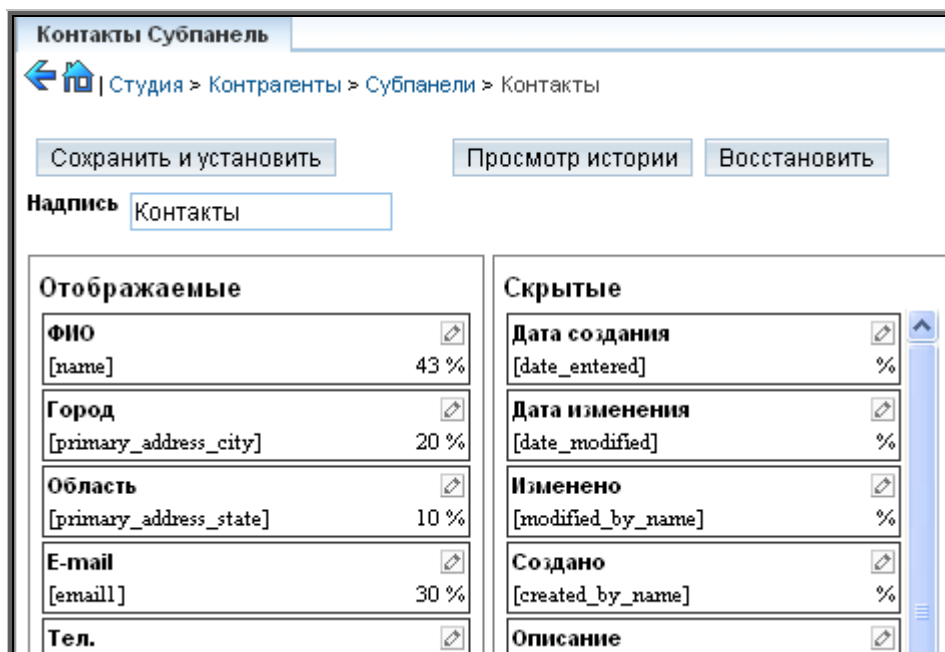 Контакты Субпанель
| Студия > Контрагенты > Субпанели > Контакты
Сохранить и установить Просмотр истории Восстановить
Надпись Контакты
Отображаемые
ФИО
[name] 43 %
Город
[primary_address_city] 20 %
Область
[primary_address_state] 10 %
E-mail
[email1] 30 %
Тел.
Скрытые
Дата создания
[date_entered] %
Дата изменения
[date_modified] %
Изменено
[modified_by_name] %
Создано
[created_by_name] %
Описание